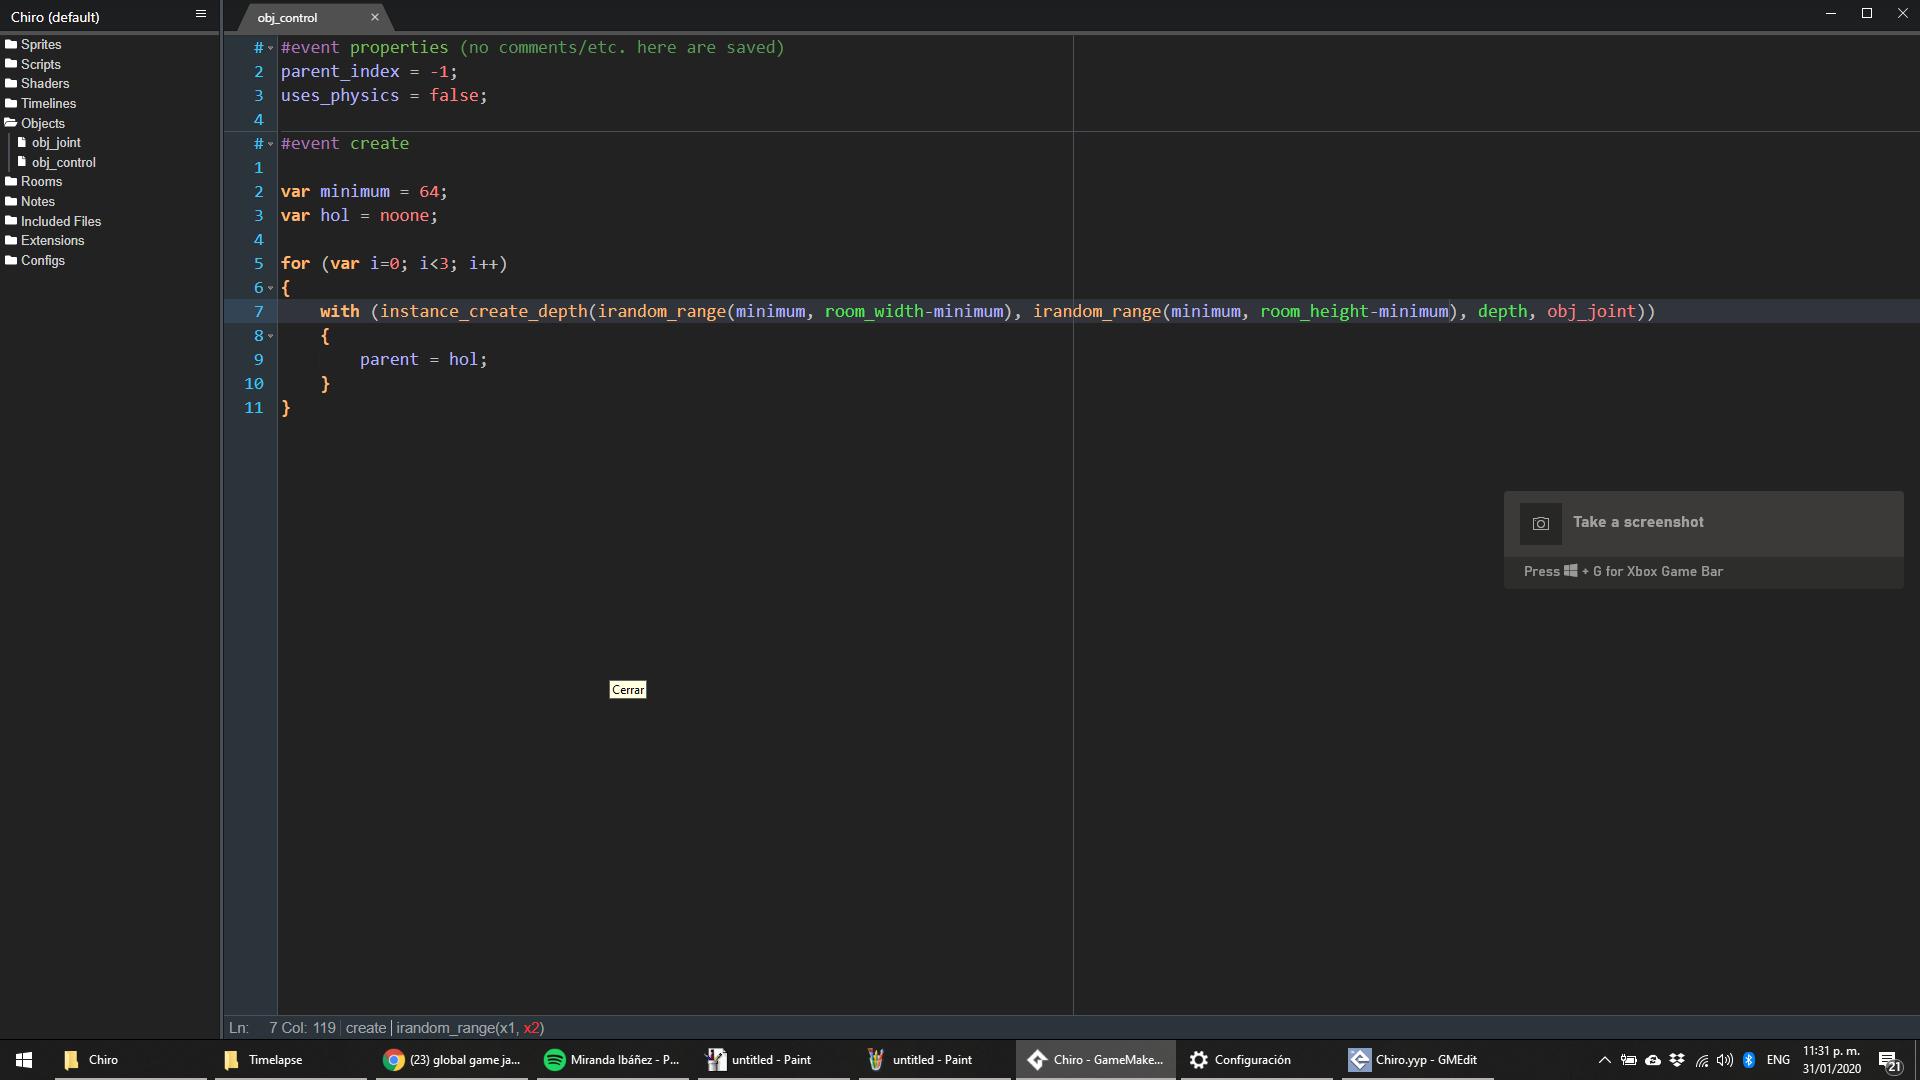 Chiro (default)
Sprites
Scripts
Shaders
Timelines
Objects
obj_joint
obj_control
Rooms
Notes
Included Files
Extensions
Configs
obj_control
# #event properties (no comments/etc. here are saved)
2 parent_index = -1;
3 uses_physics = false;
4
# #event create
1
2 var minimum = 64;
3 var hol = noone;
4
5 for (var i=0; i<3; i++)
6 {
7     with (instance_create_depth(irandom_range(minimum, room_width-minimum), irandom_range(minimum, room_height-minimum), depth, obj_joint))
8     {
9         parent = hol;
10     }
11 }
Take a screenshot
Press + G for Xbox Game Bar
Cerrar
Ln: 7 Col: 119 create irandom_range(x1, x2)
Chiro
Timelapse
(23) global game ja...
Miranda Ibáñez - P...
untitled - Paint
untitled - Paint
Chiro - GameMake...
Configuración
Chiro.yyp - GMEdit
ENG
11:31 p. m.
31/01/2020
21